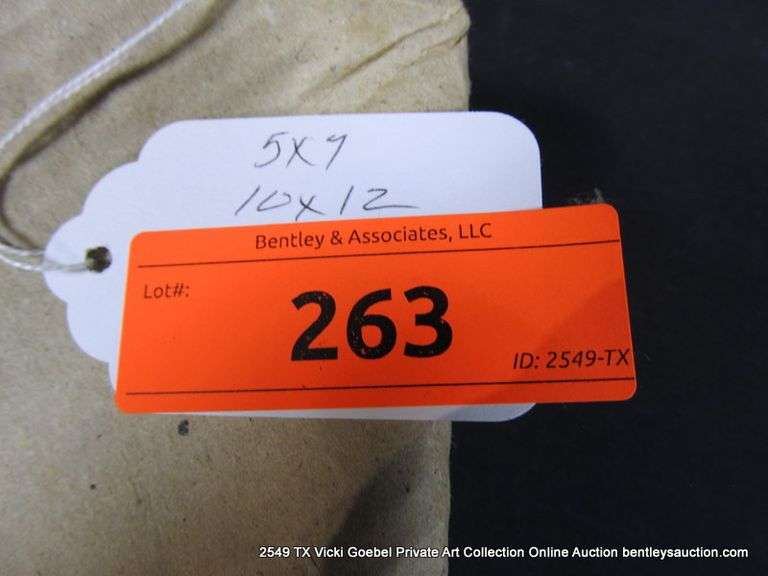 5X7
10X12
Bentley & Associates, LLC
Lot#:
263
ID: 2549-TX
2549 TX Vicki Goebel Private Art Collection Online Auction bentleysauction.com